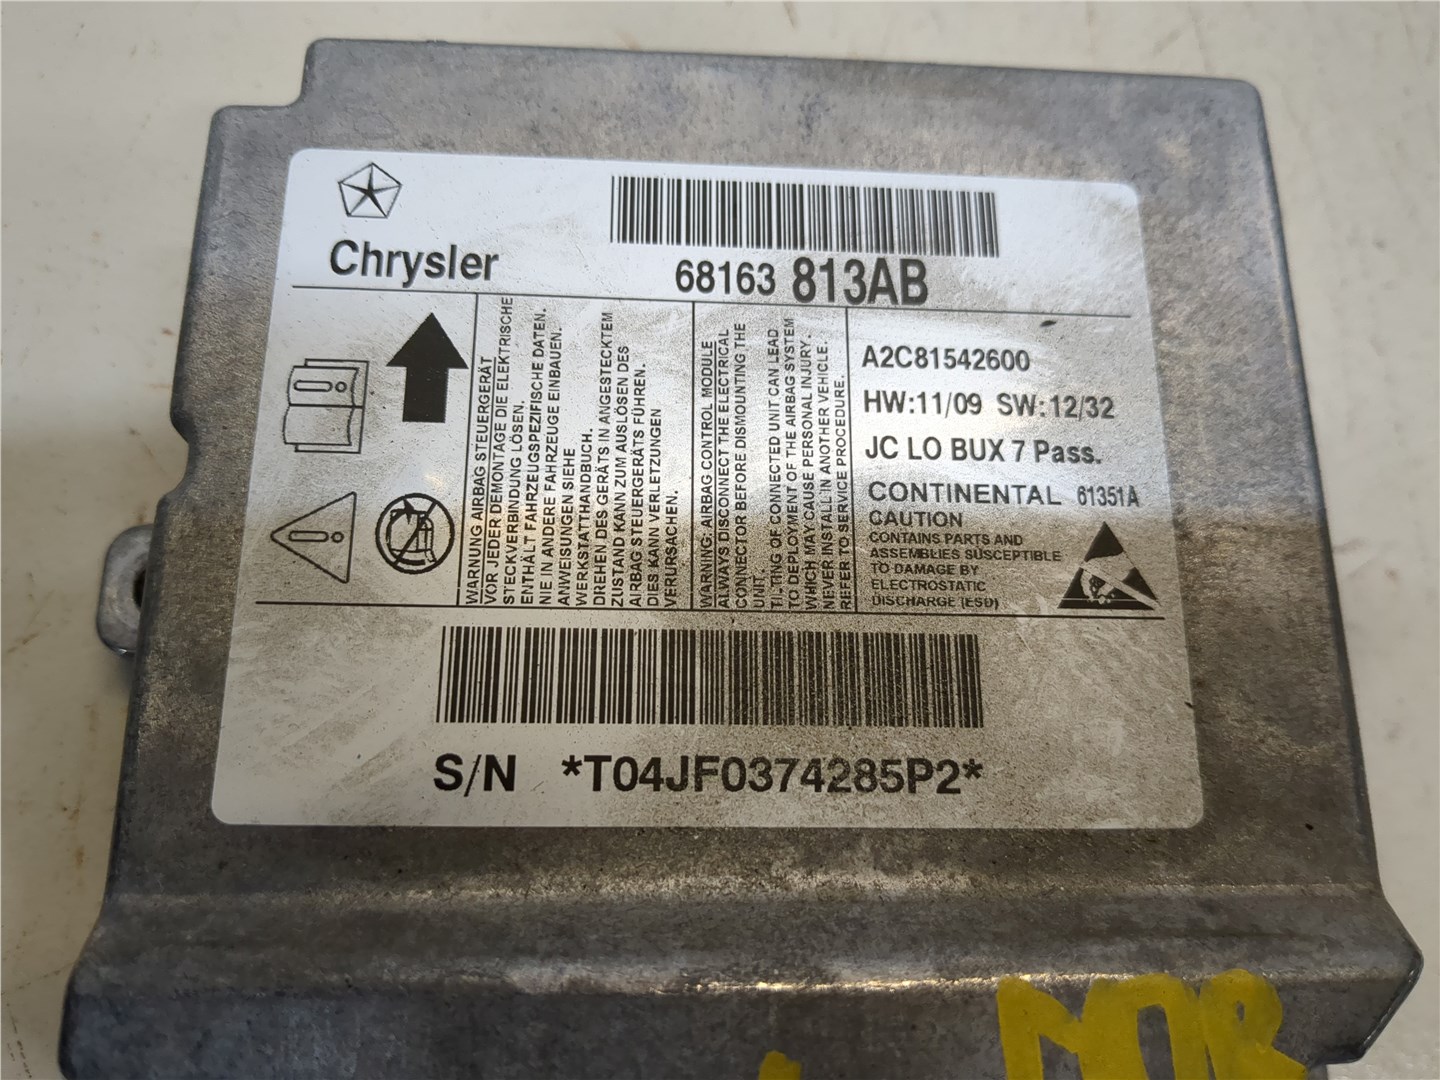 Chrysler
68163 813AB
WARNUNG AIRBAG STEUERGERÄT
VOR JEDER DEMONTAGE DIE ELEKTRISCHE
STECKVERBINDUNG LÖSEN.
ENTHÄLT FAHRZEUGSPEZIFISCHE DATEN.
NIE IN ANDERE FAHRZEUGE EINBAUEN.
ANWEISUNGEN SIEHE
WERKSTATTHANDBUCH.
DREHEN DES GERÄTS IN ANGESTECKTEM
ZUSTAND KANN ZUM AUSLÖSEN DES
AIRBAG STEUERGERÄTS FÜHREN.
DIES KANN VERLETZUNGEN
VERURSACHEN.
WARNING: AIRBAG CONTROL MODULE
ALWAYS DISCONNECT THE ELECTRICAL
CONNECTOR BEFORE DISMOUNTING THE
UNIT.
TILTING OF CONNECTED UNIT CAN LEAD
TO DEPLOYMENT OF THE AIRBAG SYSTEM
WHICH MAY CAUSE PERSONAL INJURY.
NEVER INSTALL IN ANOTHER VEHICLE.
REFER TO SERVICE PROCEDURE.
A2C81542600
HW:11/09 SW:12/32
JC LO BUX 7 Pass.
CONTINENTAL 61351A
CAUTION
CONTAINS PARTS AND
ASSEMBLIES SUSCEPTIBLE
TO DAMAGE BY
ELECTROSTATIC
DISCHARGE (ESD)
S/N *T04JF0374285P2*